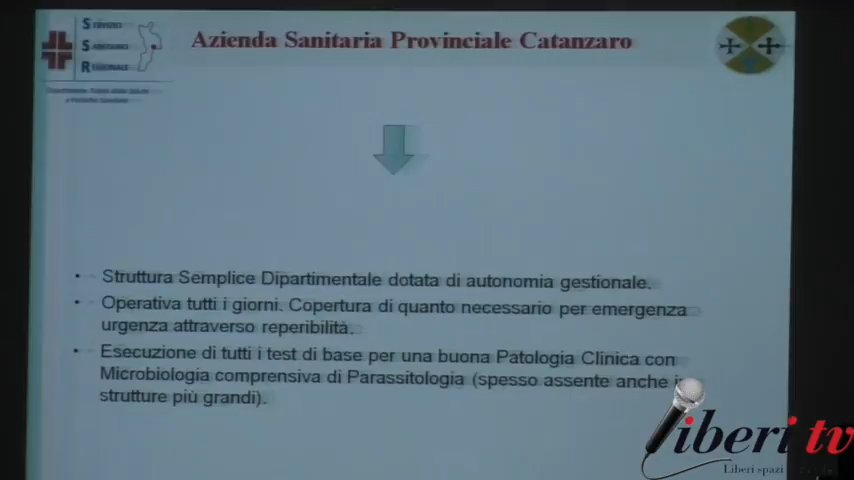 Servizio
Sanitario
Regionale
Azienda Sanitaria Provinciale Catanzaro
• Struttura Semplice Dipartimentale dotata di autonomia gestionale.
• Operativa tutti i giorni. Copertura di quanto necessario per emergenza
urgenza attraverso reperibilità.
• Esecuzione di tutti i test di base per una buona Patologia Clinica con
Microbiologia comprensiva di Parassitologia (spesso assente anche
strutture più grandi).
liberi tv
Liberi spazi